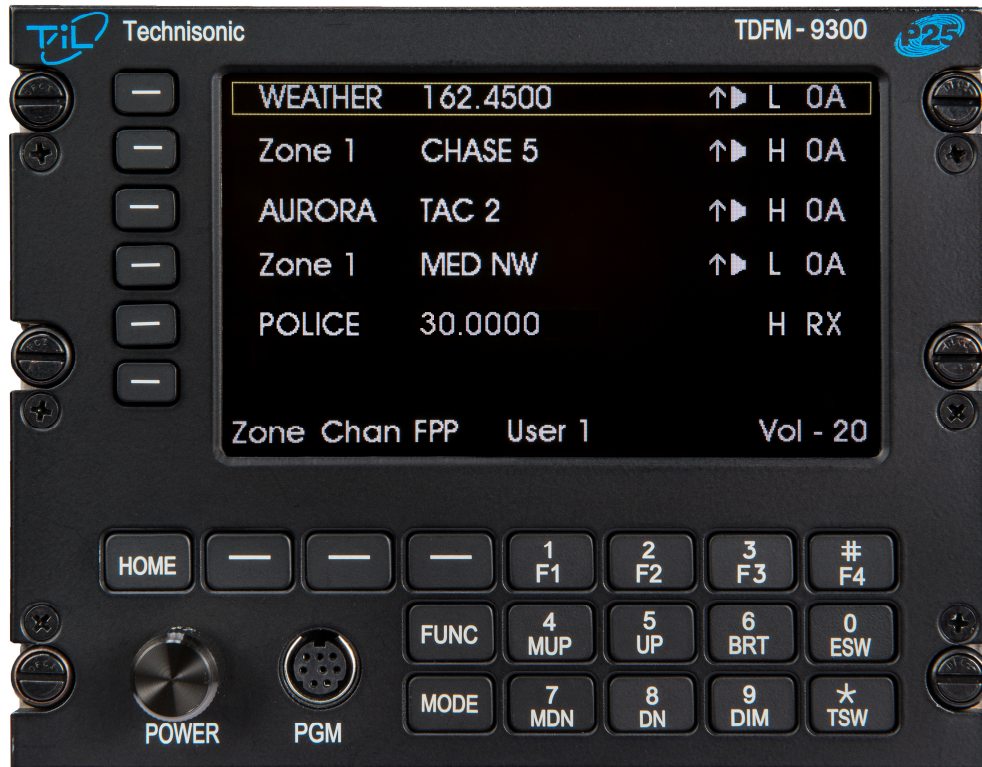 TiL Technisonic TDFM - 9300 P25
WEATHER 162.4500 ↑ L 0A
Zone 1 CHASE 5 ↑ H 0A
AURORA TAC 2 ↑ H 0A
Zone 1 MED NW ↑ L 0A
POLICE 30.0000 H RX
Zone Chan FPP User 1 Vol - 20
HOME 1 2 3 #
F1 F2 F3 F4
FUNC 4 5 6 0
MUP UP BRT ESW
MODE 7 8 9 *
MDN DN DIM TSW
POWER PGM